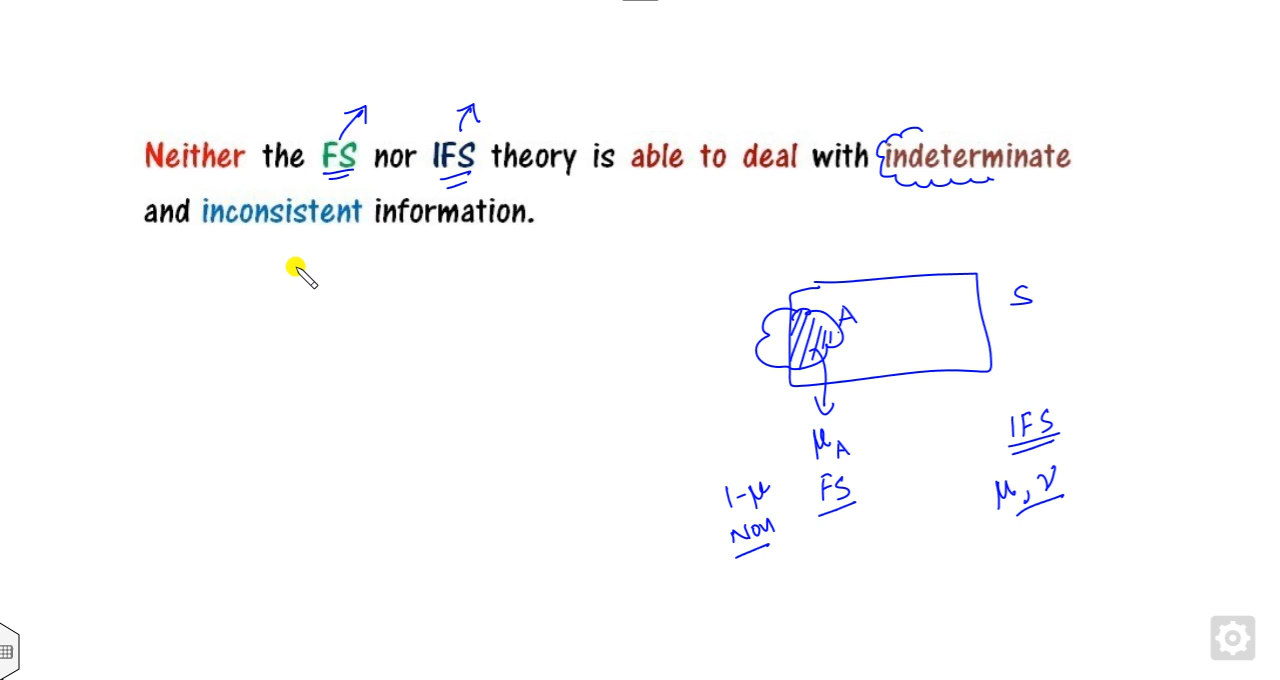 Neither the FS nor IFS theory is able to deal with indeterminate
and inconsistent information.
S
A
μA
IFS
1-μ FS μ, ν
Non